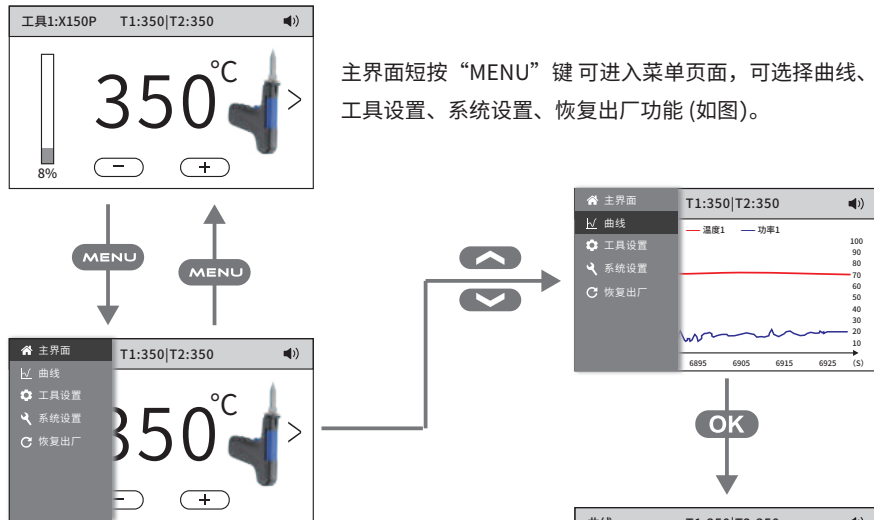 工具1:X150P T1:350|T2:350
350°C
8%
主界面短按“MENU”键 可进入菜单页面，可选择曲线、
工具设置、系统设置、恢复出厂功能 (如图)。
MENU
MENU
主界面 T1:350|T2:350
曲线
工具设置
系统设置
恢复出厂
350°C
主界面 T1:350|T2:350
曲线
工具设置
系统设置
恢复出厂
温度1 功率1
100
90
80
70
60
50
40
30
20
10
6895 6905 6915 6925 (S)
OK